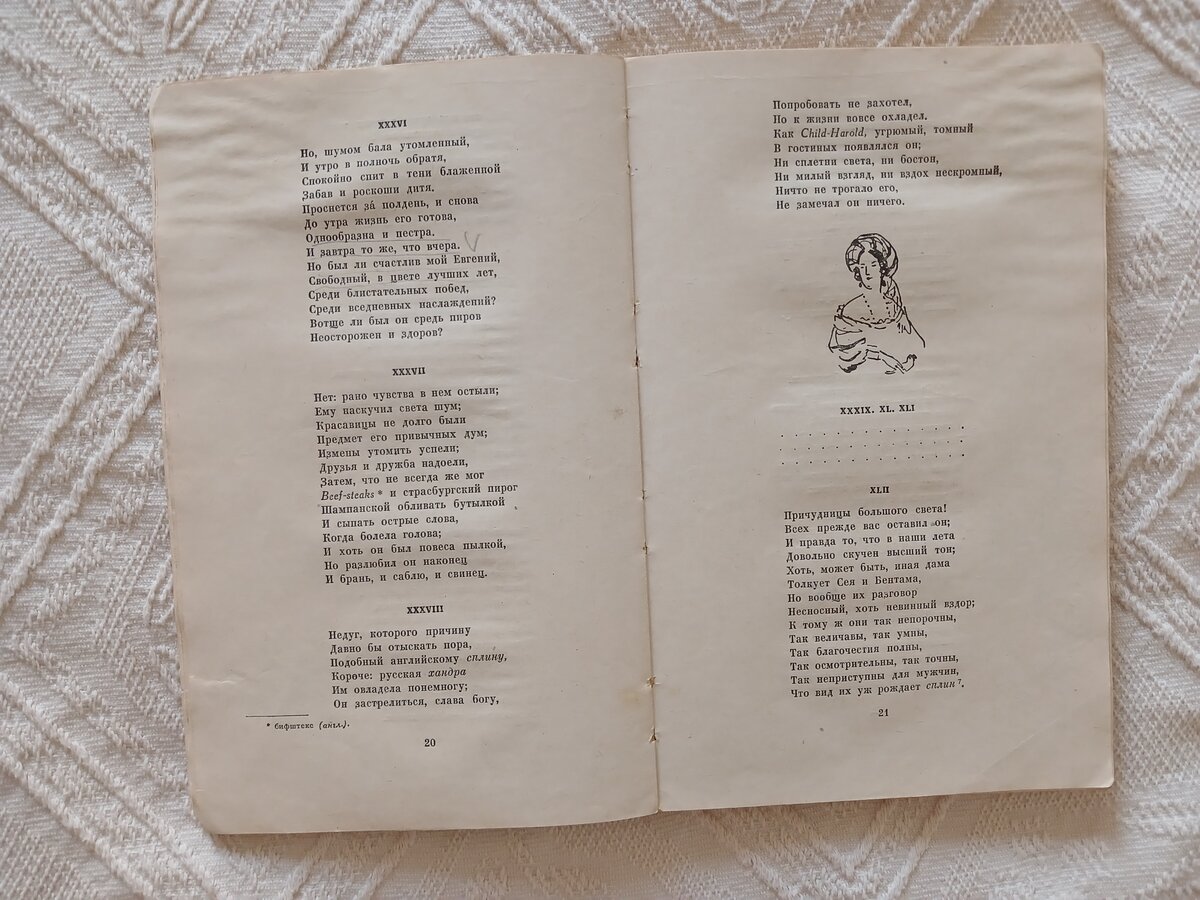 XXXVI
Но, шумом бала утомленный,
И утро в полночь обратя,
Спокойно спит в тени блаженной
Забав и роскоши дитя.
Проснется за́ полдень, и снова
До утра жизнь его готова,
Однообразна и пестра.
И завтра то же, что вчера.
Но был ли счастлив мой Евгений,
Свободный, в цвете лучших лет,
Среди блистательных побед,
Среди вседневных наслаждений?
Вотще ли был он средь пиров
Неосторожен и здоров?
XXXVII
Нет: рано чувства в нем остыли;
Ему наскучил света шум;
Красавицы не долго были
Предмет его привычных дум;
Измены утомить успели;
Друзья и дружба надоели,
Затем, что не всегда же мог
Beef-steaks * и страсбургский пирог
Шампанской обливать бутылкой
И сыпать острые слова,
Когда болела голова;
И хоть он был повеса пылкой,
Но разлюбил он наконец
И брань, и саблю, и свинец.
XXXVIII
Недуг, которого причину
Давно бы отыскать пора,
Подобный английскому сплину,
Короче: русская хандра
Им овладела понемногу;
Он застрелиться, слава богу,
* бифштекс (англ.).
20
Попробовать не захотел,
Но к жизни вовсе охладел.
Как Child-Harold, угрюмый, томный
В гостиных появлялся он;
Ни сплетни света, ни бостон,
Ни милый взгляд, ни вздох нескромный,
Ничто не трогало его,
Не замечал он ничего.
XXXIX. XL. XLI
. . . . . . . . . . . . . .
. . . . . . . . . . . . . .
. . . . . . . . . . . . . .
XLII
Причудницы большого света!
Всех прежде вас оставил он;
И правда то, что в наши лета
Довольно скучен высший тон;
Хоть, может быть, иная дама
Толкует Сея и Бентама,
Но вообще их разговор
Несносный, хоть невинный вздор;
К тому ж они так непорочны,
Так величавы, так умны,
Так благочестия полны,
Так осмотрительны, так точны,
Так неприступны для мужчин,
Что вид их уж рождает сплин ⁷.
21